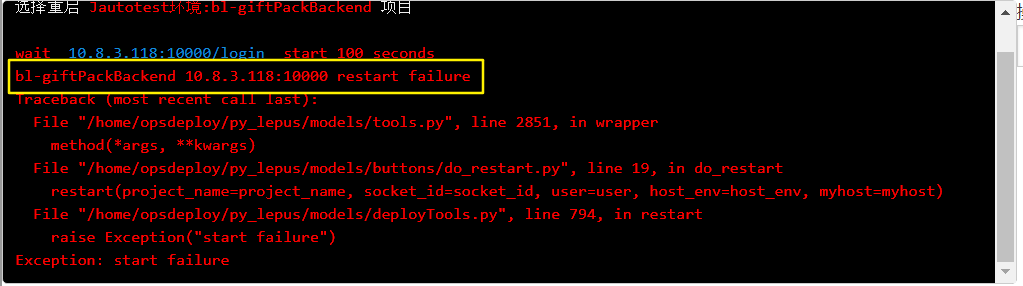 选择重启 Jautotest环境:bl-giftPackBackend 项目
wait 10.8.3.118:10000/login start 100 seconds
bl-giftPackBackend 10.8.3.118:10000 restart failure
Traceback (most recent call last):
File "/home/opsdeploy/py_lepus/models/tools.py", line 2851, in wrapper
method(*args, **kwargs)
File "/home/opsdeploy/py_lepus/models/buttons/do_restart.py", line 19, in do_restart
restart(project_name=project_name, socket_id=socket_id, user=user, host_env=host_env, myhost=myhost)
File "/home/opsdeploy/py_lepus/models/deployTools.py", line 794, in restart
raise Exception("start failure")
Exception: start failure